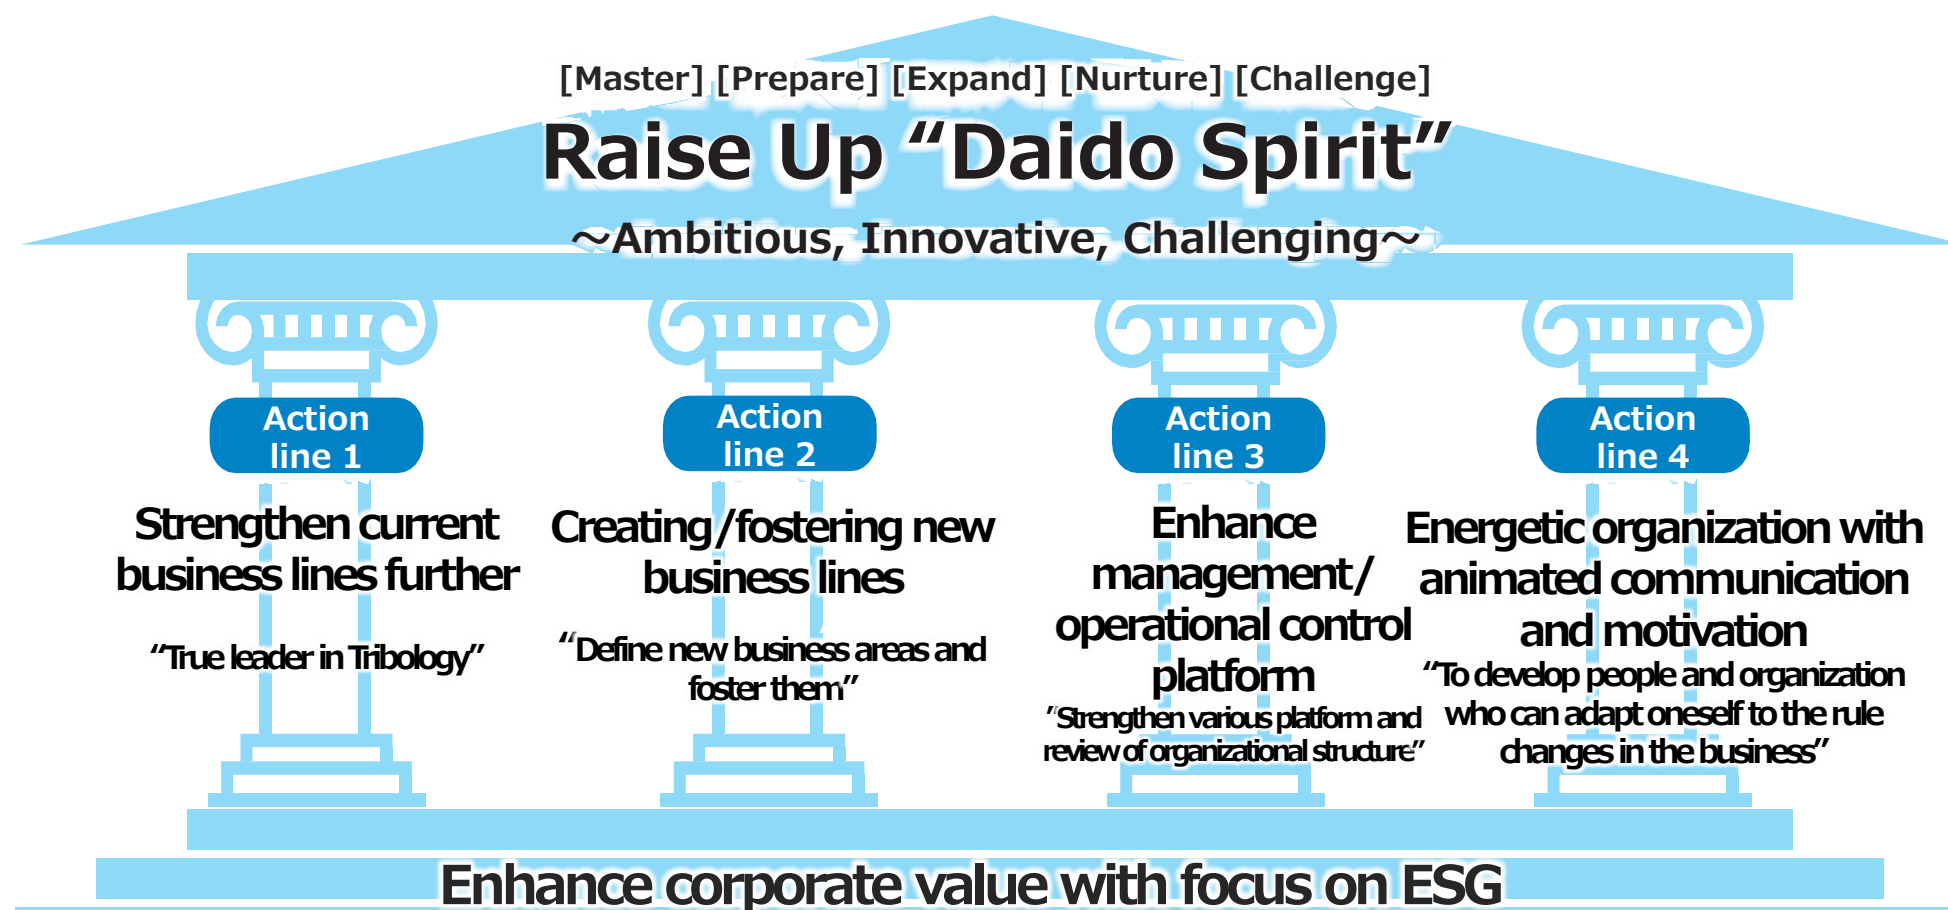 [Master] [Prepare] [Expand] [Nurture] [Challenge]
Raise Up “Daido Spirit”
～Ambitious, Innovative, Challenging～
Action
line 1
Strengthen current
business lines further
“True leader in Tribology”
Action
line 2
Creating/fostering new
business lines
“Define new business areas and
foster them”
Action
line 3
Enhance
management/
operational control
platform
“Strengthen various platform and
review of organizational structure”
Action
line 4
Energetic organization with
animated communication
and motivation
“To develop people and organization
who can adapt oneself to the rule
changes in the business”
Enhance corporate value with focus on ESG